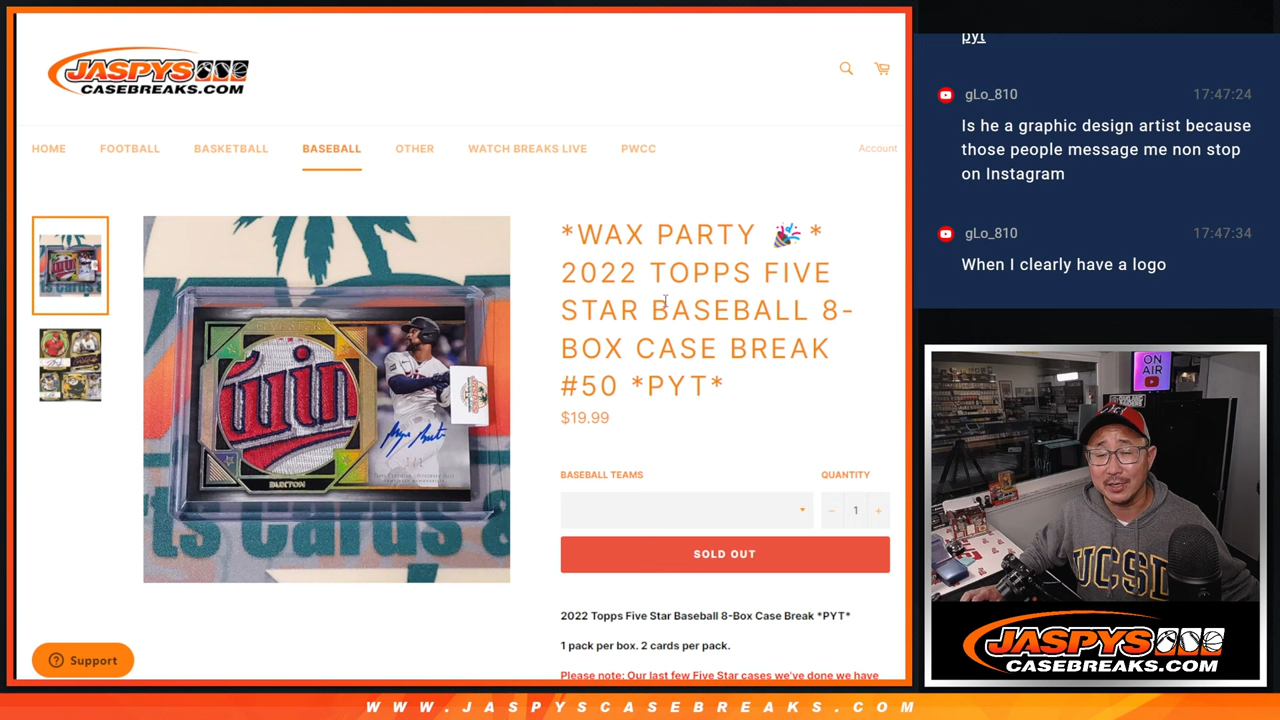 JASPYS
CASEBREAKS.COM
HOME FOOTBALL BASKETBALL BASEBALL OTHER WATCH BREAKS LIVE PWCC Account
*WAX PARTY 🎉*
2022 TOPPS FIVE
STAR BASEBALL 8-
BOX CASE BREAK
#50 *PYT*
$19.99
BASEBALL TEAMS QUANTITY
− 1 +
SOLD OUT
2022 Topps Five Star Baseball 8-Box Case Break *PYT*
1 pack per box. 2 cards per pack.
Please note: Our last few Five Star cases we've done we have
Twin
BUXTON
ts Cards &
Support
pyt
gLo_810 17:47:24
Is he a graphic design artist because
those people message me non stop
on Instagram
gLo_810 17:47:34
When I clearly have a logo
ON
AIR
UCSD
JASPYS
CASEBREAKS.COM
WWW.JASPYSCASEBREAKS.COM